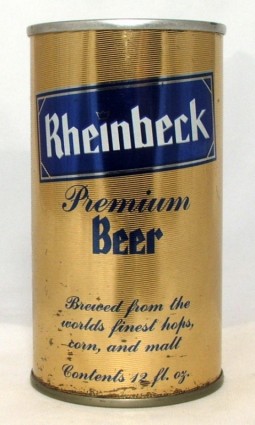 Rheinbeck
Premium
Beer
Brewed from the
worlds finest hops,
corn, and malt
Contents 12 fl. oz.